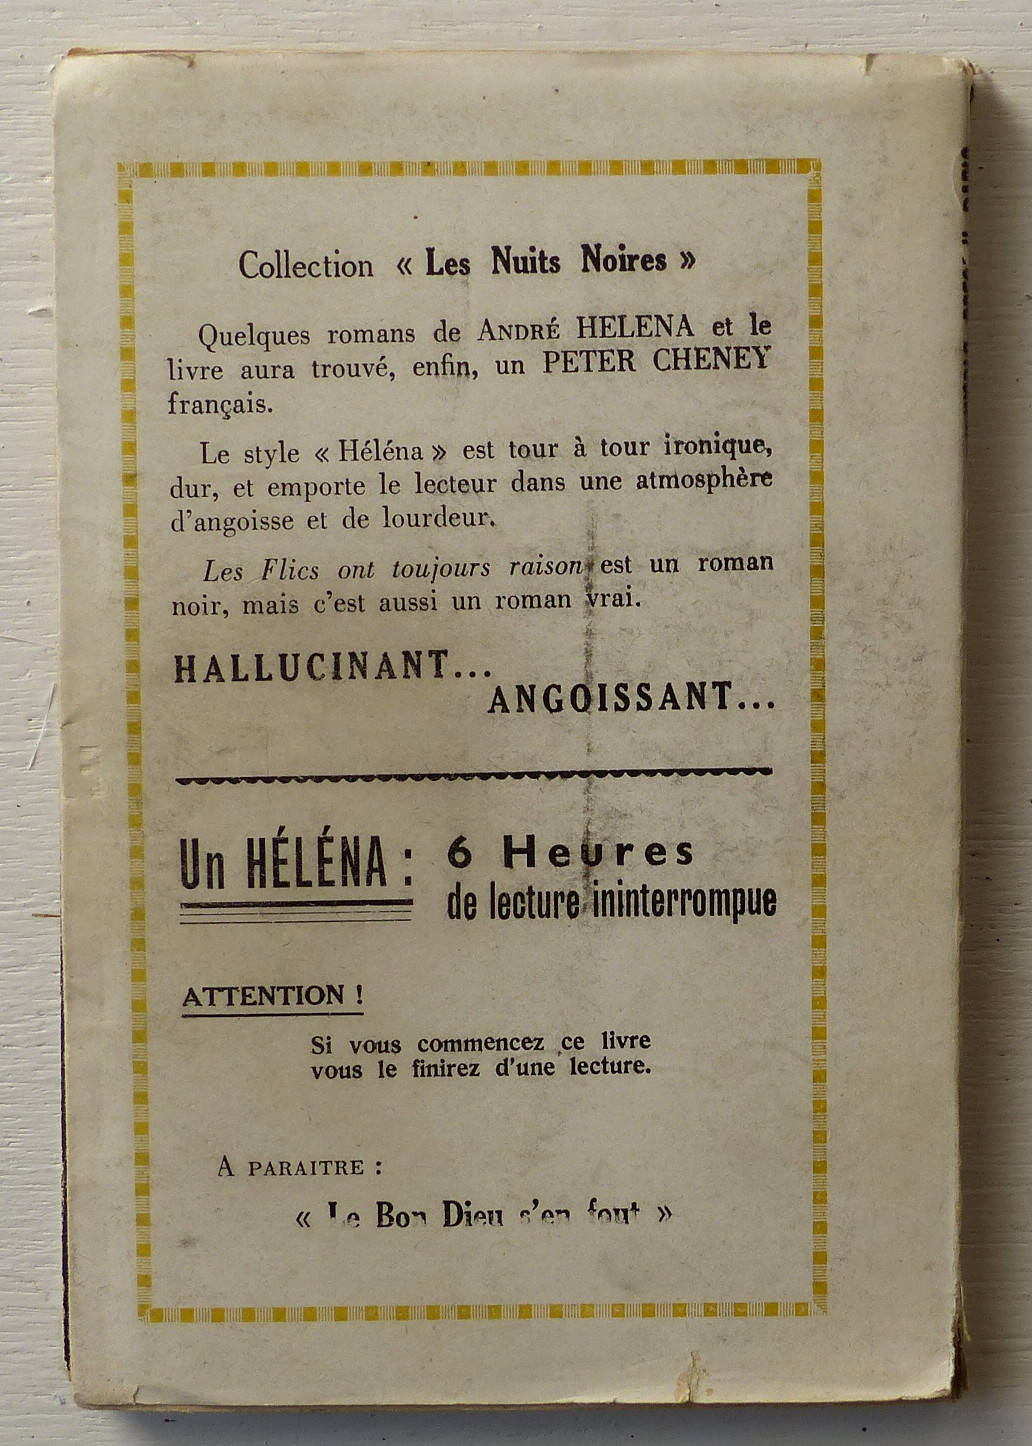 Collection « Les Nuits Noires »
Quelques romans de ANDRÉ HELENA et le
livre aura trouvé, enfin, un PETER CHENEY
français.
Le style « Héléna » est tour à tour ironique,
dur, et emporte le lecteur dans une atmosphère
d'angoisse et de lourdeur.
Les Flics ont toujours raison est un roman
noir, mais c'est aussi un roman vrai.
HALLUCINANT...
ANGOISSANT...
Un HÉLÉNA : 6 Heures
de lecture ininterrompue
ATTENTION !
Si vous commencez ce livre
vous le finirez d'une lecture.
A PARAITRE :
« Le Bon Dieu s'en fout »